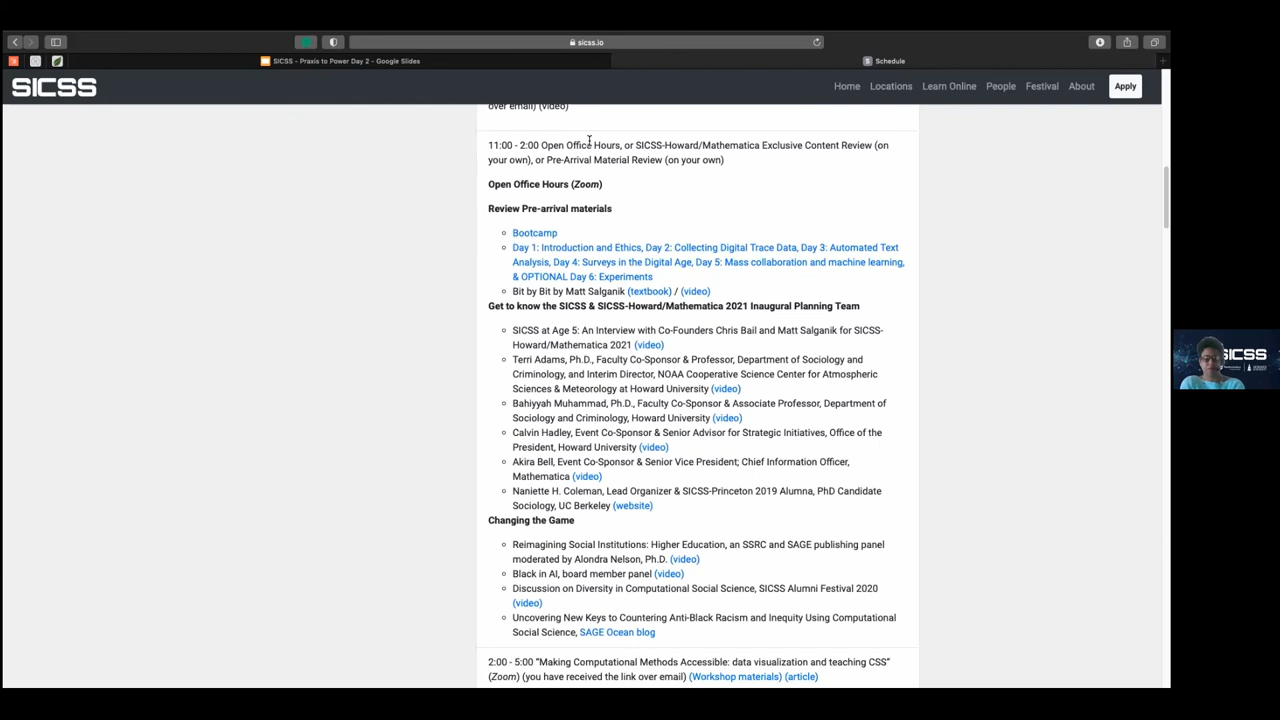 sicss.io
SICSS - Praxis to Power Day 2 - Google Slides
S Schedule
SICSS
Home Locations Learn Online People Festival About Apply
over email) (video)
11:00 - 2:00 Open Office Hours, or SICSS-Howard/Mathematica Exclusive Content Review (on
your own), or Pre-Arrival Material Review (on your own)
Open Office Hours (Zoom)
Review Pre-arrival materials
Bootcamp
Day 1: Introduction and Ethics, Day 2: Collecting Digital Trace Data, Day 3: Automated Text
Analysis, Day 4: Surveys in the Digital Age, Day 5: Mass collaboration and machine learning,
& OPTIONAL Day 6: Experiments
Bit by Bit by Matt Salganik (textbook) / (video)
Get to know the SICSS & SICSS-Howard/Mathematica 2021 Inaugural Planning Team
SICSS at Age 5: An Interview with Co-Founders Chris Bail and Matt Salganik for SICSS-
Howard/Mathematica 2021 (video)
Terri Adams, Ph.D., Faculty Co-Sponsor & Professor, Department of Sociology and
Criminology, and Interim Director, NOAA Cooperative Science Center for Atmospheric
Sciences & Meteorology at Howard University (video)
Bahiyyah Muhammad, Ph.D., Faculty Co-Sponsor & Associate Professor, Department of
Sociology and Criminology, Howard University (video)
Calvin Hadley, Event Co-Sponsor & Senior Advisor for Strategic Initiatives, Office of the
President, Howard University (video)
Akira Bell, Event Co-Sponsor & Senior Vice President; Chief Information Officer,
Mathematica (video)
Naniette H. Coleman, Lead Organizer & SICSS-Princeton 2019 Alumna, PhD Candidate
Sociology, UC Berkeley (website)
Changing the Game
Reimagining Social Institutions: Higher Education, an SSRC and SAGE publishing panel
moderated by Alondra Nelson, Ph.D. (video)
Black in AI, board member panel (video)
Discussion on Diversity in Computational Social Science, SICSS Alumni Festival 2020
(video)
Uncovering New Keys to Countering Anti-Black Racism and Inequity Using Computational
Social Science, SAGE Ocean blog
2:00 - 5:00 “Making Computational Methods Accessible: data visualization and teaching CSS”
(Zoom) (you have received the link over email) (Workshop materials) (article)